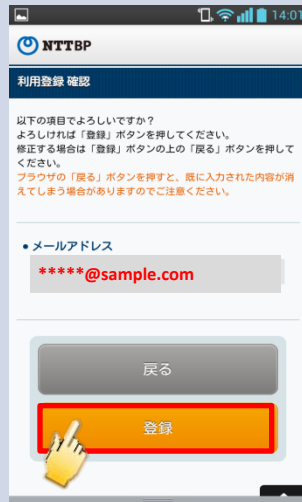 14:01
NTTBP
利用登録 確認
以下の項目でよろしいですか？
よろしければ「登録」ボタンを押してください。
修正する場合は「登録」ボタンの上の「戻る」ボタンを押して
ください。
ブラウザの「戻る」ボタンを押すと、既に入力された内容が消
えてしまう場合がありますのでご注意ください。
• メールアドレス
*****@sample.com
戻る
登録